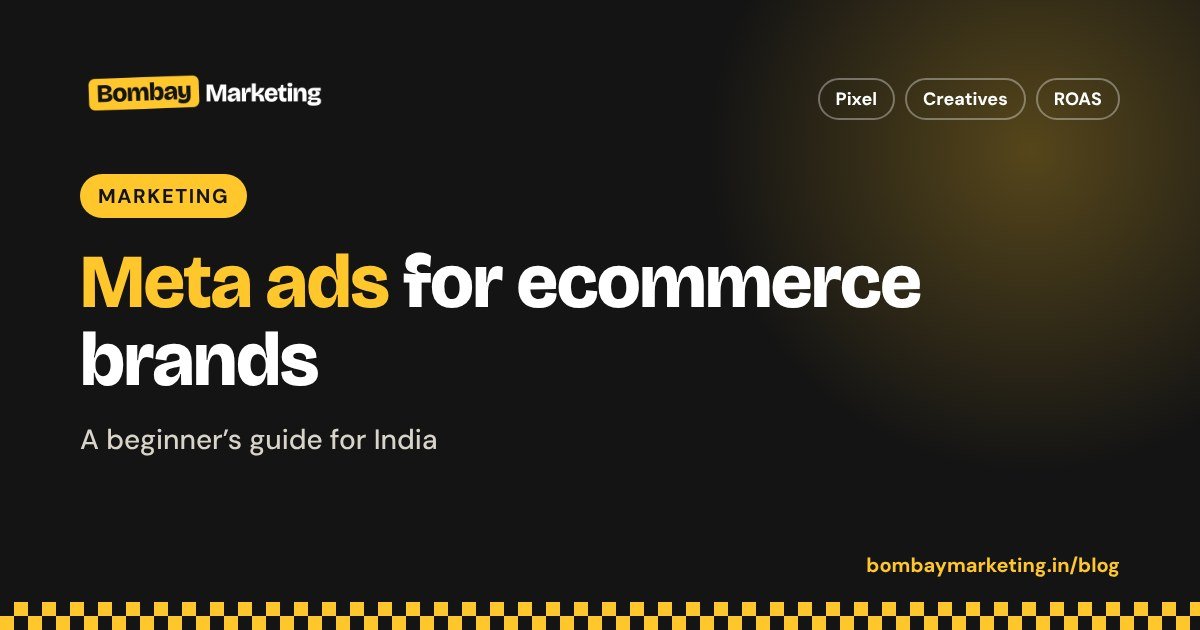 Bombay Marketing
Pixel
Creatives
ROAS
MARKETING
Meta ads for ecommerce
brands
A beginner’s guide for India
bombaymarketing.in/blog